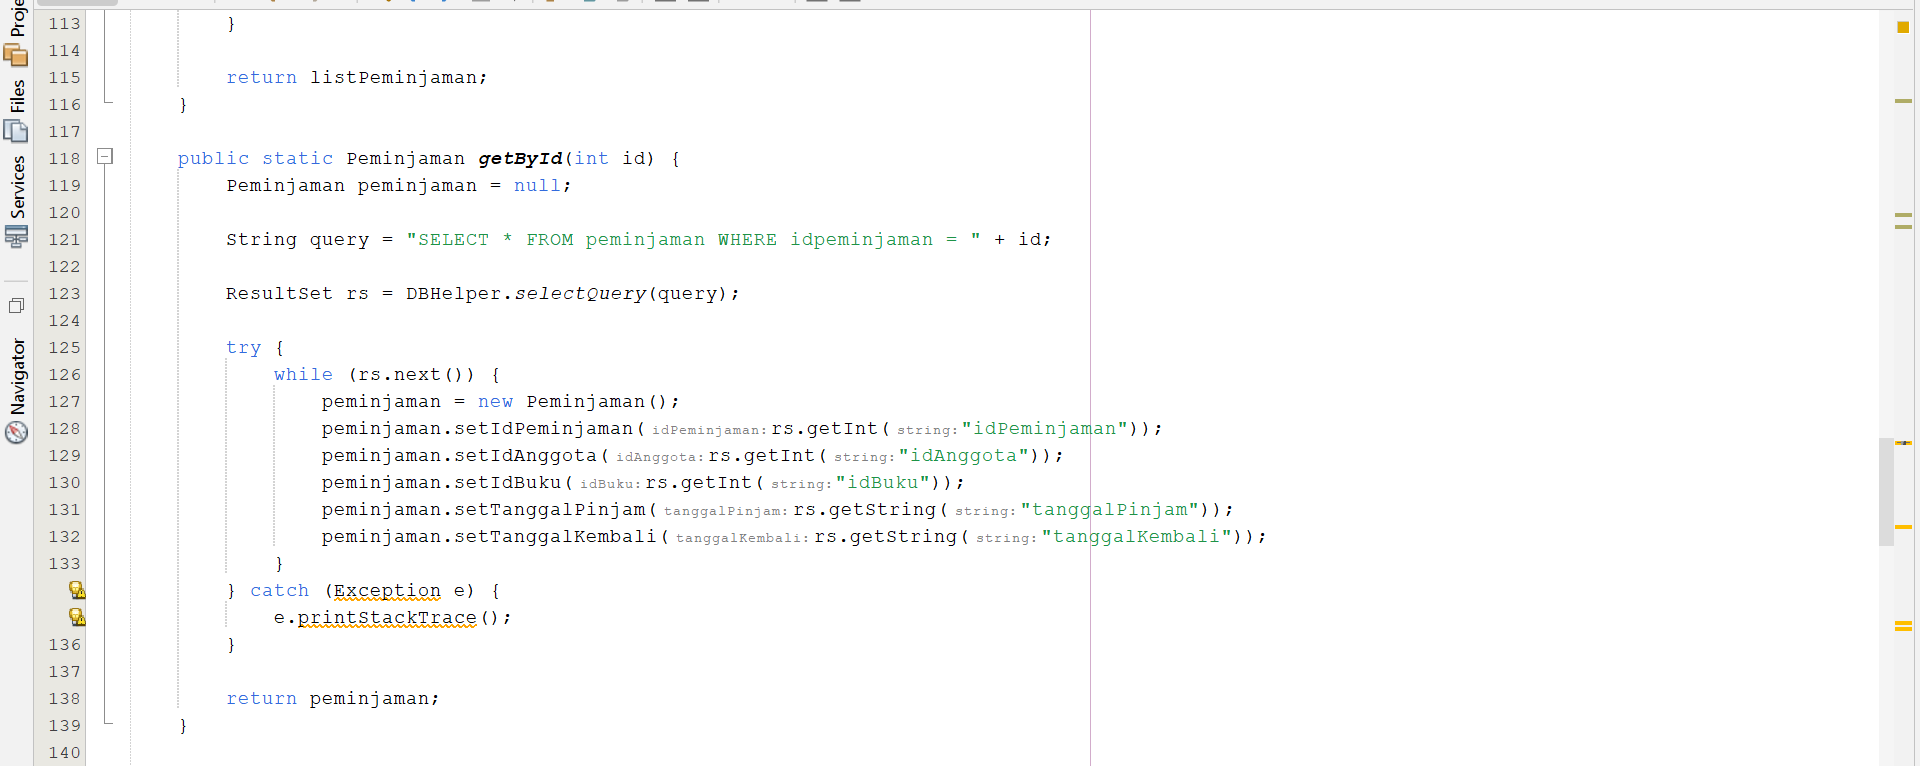 Proje
Files
Services
Navigator
113 }
114
115 return listPeminjaman;
116 }
117
118 public static Peminjaman getById(int id) {
119 Peminjaman peminjaman = null;
120
121 String query = "SELECT * FROM peminjaman WHERE idpeminjaman = " + id;
122
123 ResultSet rs = DBHelper.selectQuery(query);
124
125 try {
126 while (rs.next()) {
127 peminjaman = new Peminjaman();
128 peminjaman.setIdPeminjaman( idPeminjaman: rs.getInt( string: "idPeminjaman"));
129 peminjaman.setIdAnggota( idAnggota: rs.getInt( string: "idAnggota"));
130 peminjaman.setIdBuku( idBuku: rs.getInt( string: "idBuku"));
131 peminjaman.setTanggalPinjam( tanggalPinjam: rs.getString( string: "tanggalPinjam"));
132 peminjaman.setTanggalKembali( tanggalKembali: rs.getString( string: "tanggalKembali"));
133 }
} catch (Exception e) {
e.printStackTrace();
136 }
137
138 return peminjaman;
139 }
140